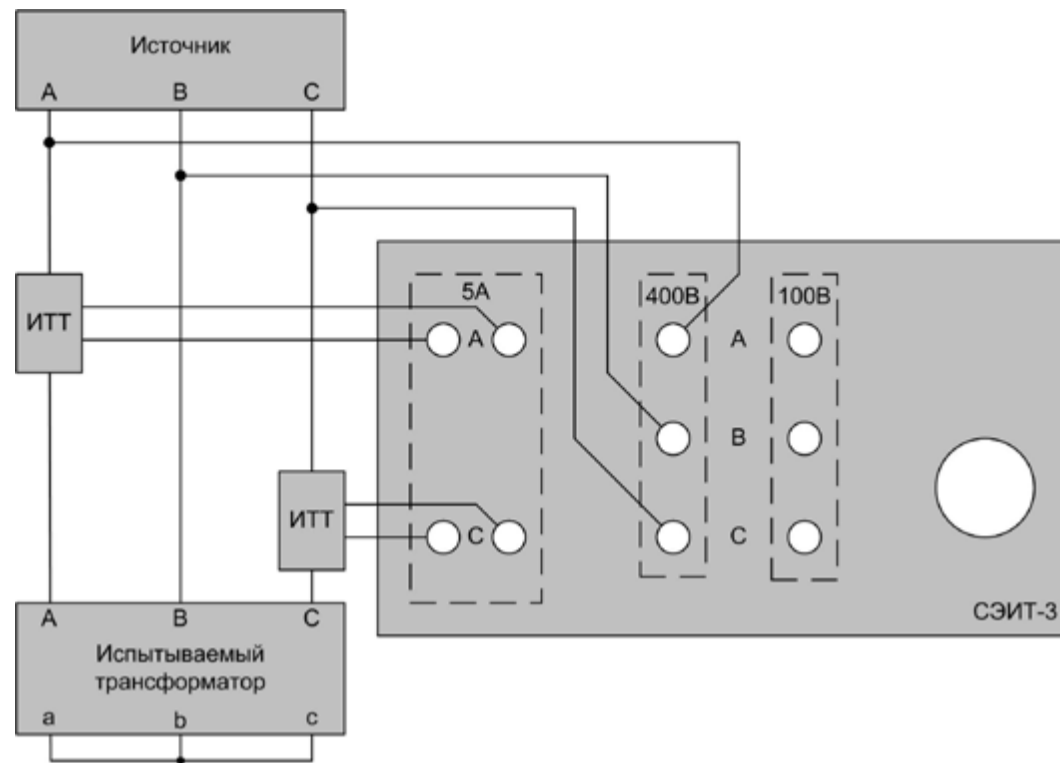 Источник
A B C
5A 400В 100В
ИТТ
A A
B
ИТТ
C C
A B C
СЭИТ-3
Испытываемый
трансформатор
a b c